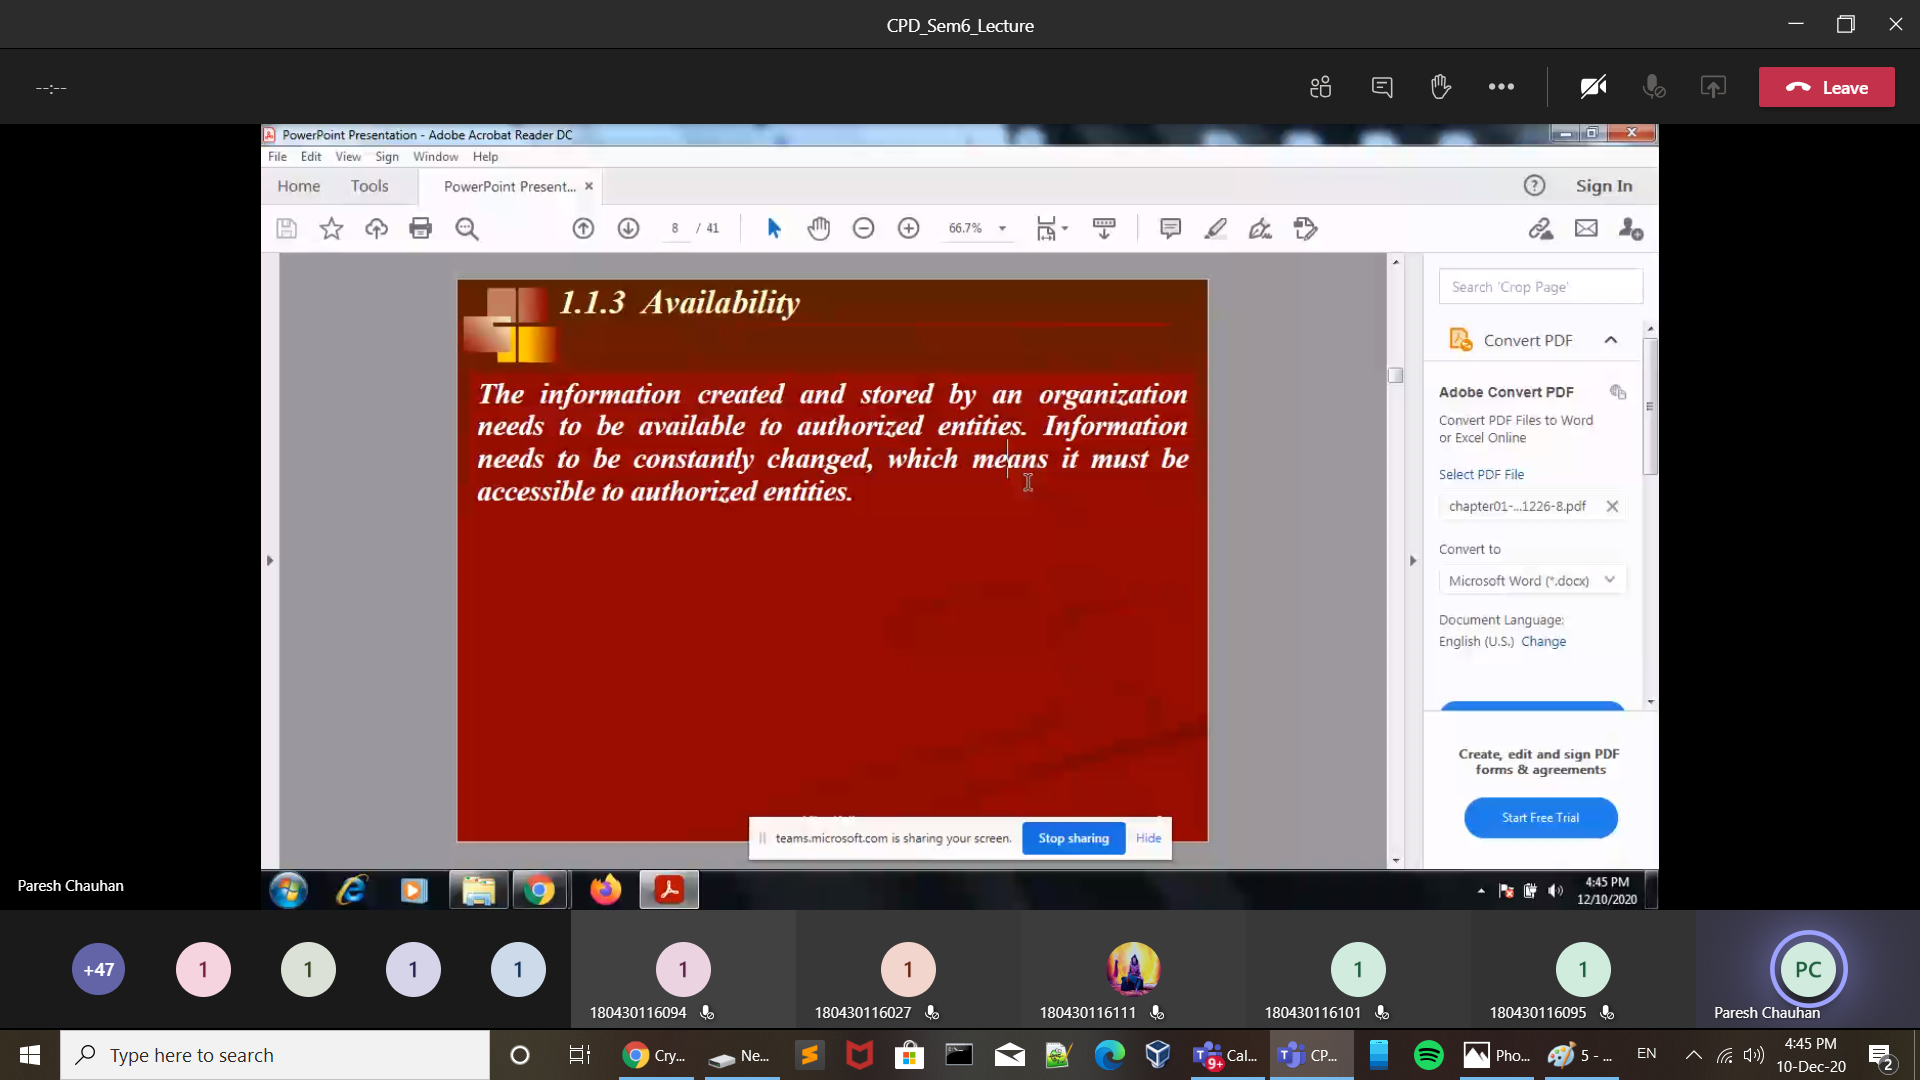 CPD_Sem6_Lecture
--:--
Leave
PowerPoint Presentation - Adobe Acrobat Reader DC
File Edit View Sign Window Help
Home Tools PowerPoint Present... × Sign In
8 / 41 66.7%
1.1.3 Availability
The information created and stored by an organization
needs to be available to authorized entities. Information
needs to be constantly changed, which means it must be
accessible to authorized entities.
Search 'Crop Page'
Convert PDF
Adobe Convert PDF
Convert PDF Files to Word
or Excel Online
Select PDF File
chapter01-...1226-8.pdf
Convert to
Microsoft Word (*.docx)
Document Language:
English (U.S.) Change
Create, edit and sign PDF
forms & agreements
Start Free Trial
teams.microsoft.com is sharing your screen. Stop sharing Hide
Paresh Chauhan
4:45 PM
12/10/2020
+47 1 1 1 1 1 1 1 1 PC
180430116094 180430116027 180430116111 180430116101 180430116095 Paresh Chauhan
Type here to search
Cry... Ne... 9+ Cal... CP... Pho... 5 - ... EN
4:45 PM
10-Dec-20
2